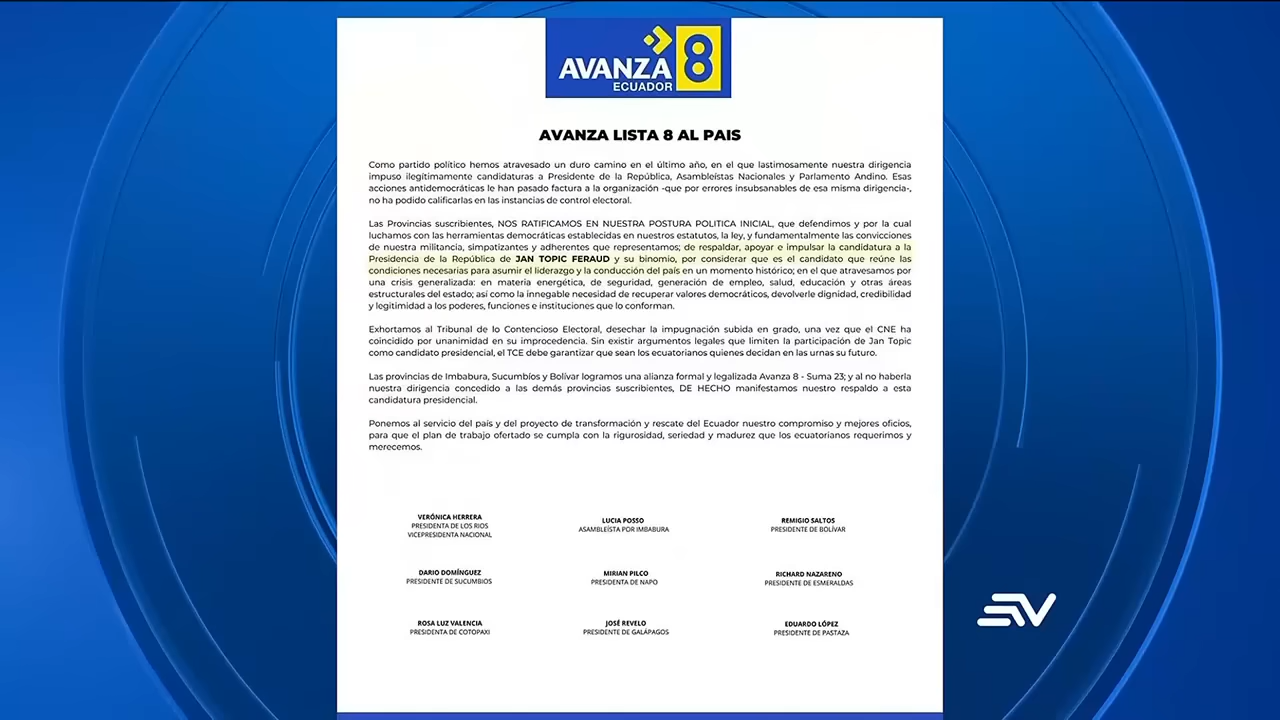 AVANZA 8
ECUADOR
AVANZA LISTA 8 AL PAIS
Como partido político hemos atravesado un duro camino en el último año, en el que lastimosamente nuestra dirigencia
impuso ilegítimamente candidaturas a Presidente de la República, Asambleístas Nacionales y Parlamento Andino. Esas
acciones antidemocráticas le han pasado factura a la organización -que por errores insubsanables de esa misma dirigencia-,
no ha podido calificarlas en las instancias de control electoral.
Las Provincias suscribientes, NOS RATIFICAMOS EN NUESTRA POSTURA POLITICA INICIAL, que defendimos y por la cual
luchamos con las herramientas democráticas establecidas en nuestros estatutos, la ley, y fundamentalmente las convicciones
de nuestra militancia, simpatizantes y adherentes que representamos; de respaldar, apoyar e impulsar la candidatura a la
Presidencia de la República de JAN TOPIC FERAUD y su binomio, por considerar que es el candidato que reúne las
condiciones necesarias para asumir el liderazgo y la conducción del país en un momento histórico; en el que atravesamos por
una crisis generalizada: en materia energética, de seguridad, generación de empleo, salud, educación y otras áreas
estructurales del estado; así como la innegable necesidad de recuperar valores democráticos, devolverle dignidad, credibilidad
y legitimidad a los poderes, funciones e instituciones que lo conforman.
Exhortamos al Tribunal de lo Contencioso Electoral, desechar la impugnación subida en grado, una vez que el CNE ha
coincidido por unanimidad en su improcedencia. Sin existir argumentos legales que limiten la participación de Jan Topic
como candidato presidencial, el TCE debe garantizar que sean los ecuatorianos quienes decidan en las urnas su futuro.
Las provincias de Imbabura, Sucumbíos y Bolívar logramos una alianza formal y legalizada Avanza 8 - Suma 23; y al no haberla
nuestra dirigencia concedido a las demás provincias suscribientes, DE HECHO manifestamos nuestro respaldo a esta
candidatura presidencial.
Ponemos al servicio del país y del proyecto de transformación y rescate del Ecuador nuestro compromiso y mejores oficios,
para que el plan de trabajo ofertado se cumpla con la rigurosidad, seriedad y madurez que los ecuatorianos requerimos y
merecemos.
VERÓNICA HERRERA
PRESIDENTA DE LOS RIOS
VICEPRESIDENTA NACIONAL
LUCIA POSSO
ASAMBLEÍSTA POR IMBABURA
REMIGIO SALTOS
PRESIDENTE DE BOLÍVAR
DARIO DOMÍNGUEZ
PRESIDENTE DE SUCUMBIOS
MIRIAN PILCO
PRESIDENTA DE NAPO
RICHARD NAZARENO
PRESIDENTE DE ESMERALDAS
ROSA LUZ VALENCIA
PRESIDENTA DE COTOPAXI
JOSÉ REVELO
PRESIDENTE DE GALÁPAGOS
EDUARDO LÓPEZ
PRESIDENTE DE PASTAZA